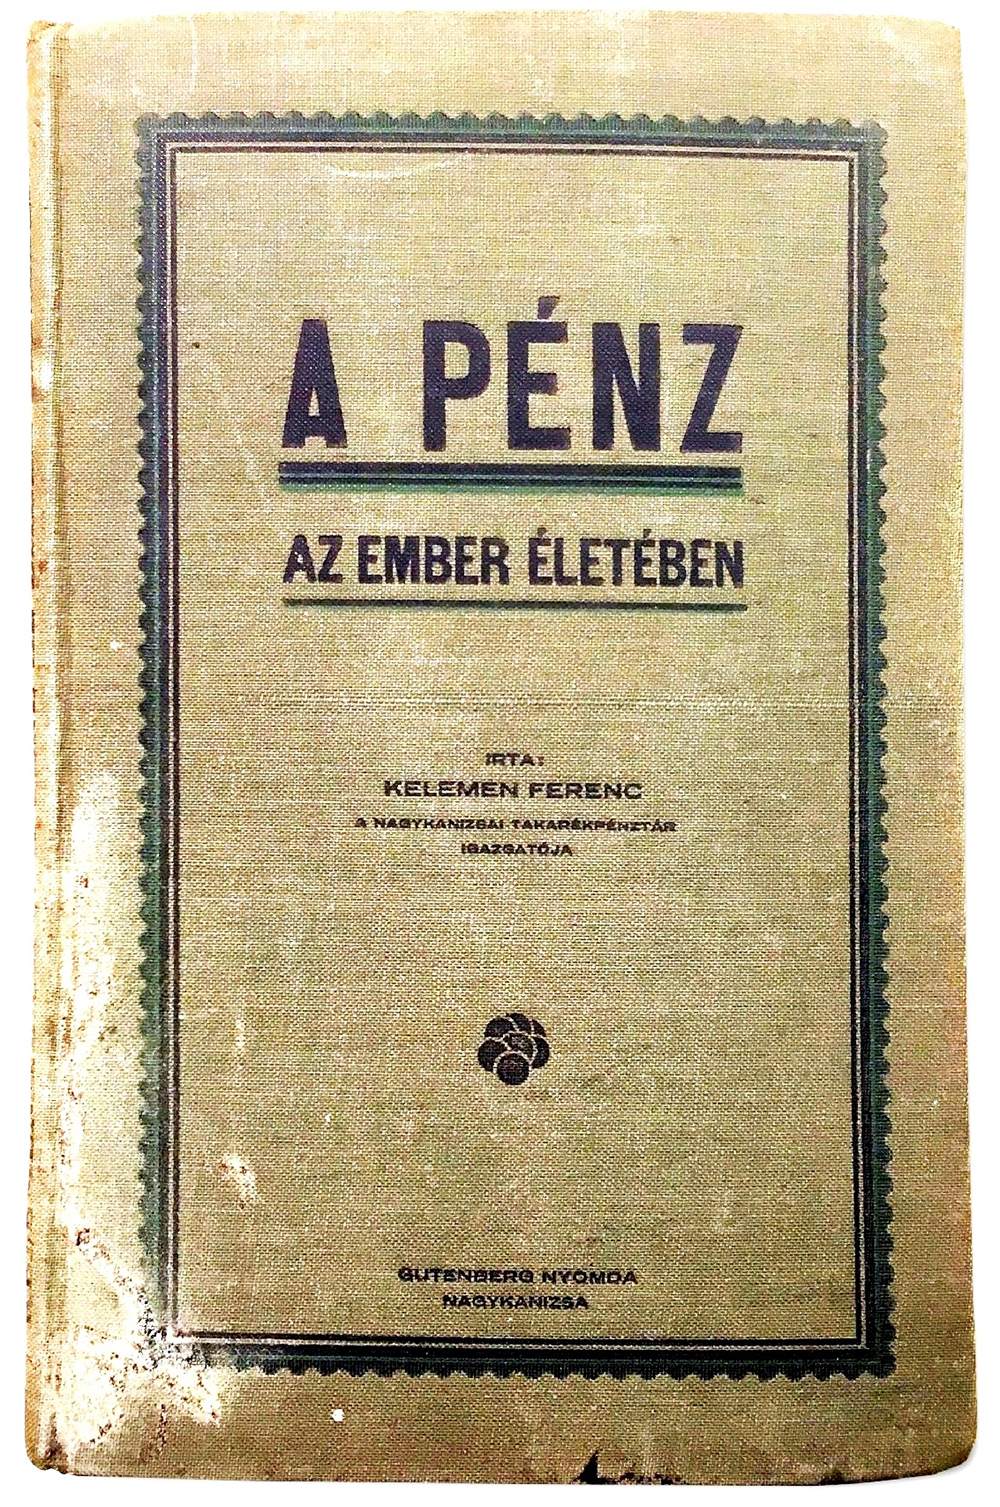 A PÉNZ
AZ EMBER ÉLETÉBEN
IRTA:
KELEMEN FERENC
A NAGYKANIZSAI TAKARÉKPÉNZTÁR
IGAZGATÓJA
GUTENBERG NYOMDA
NAGYKANIZSA